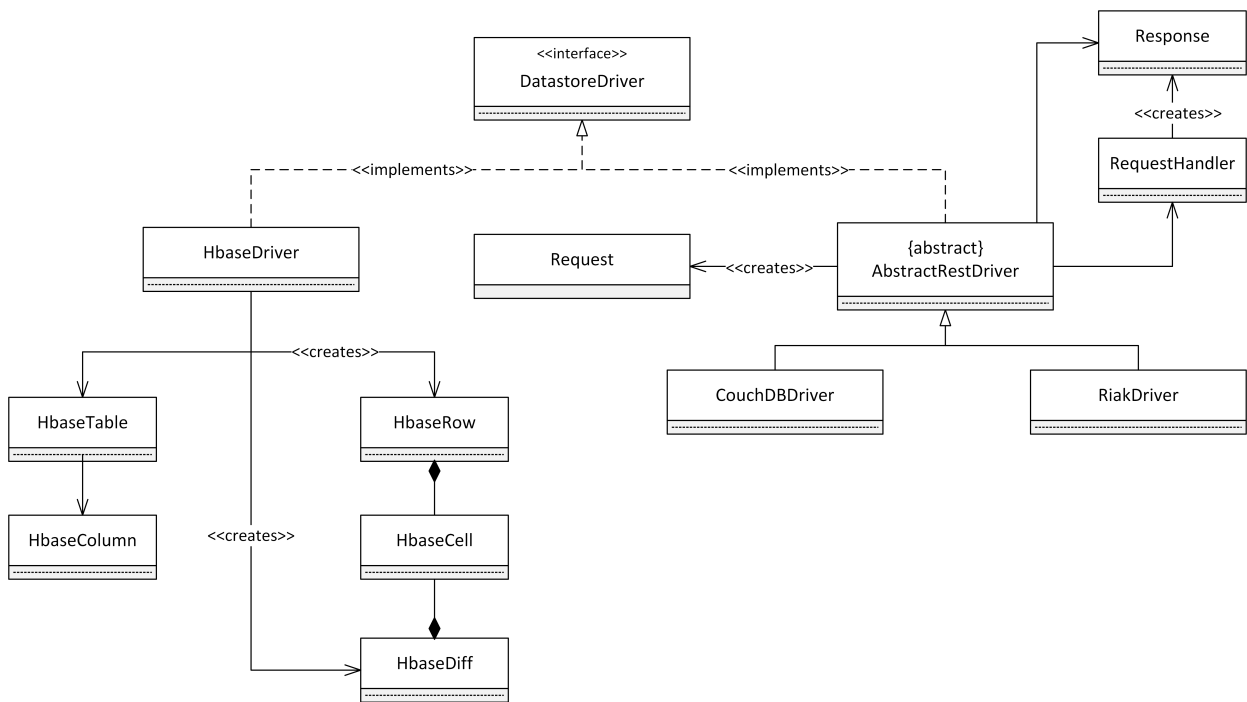 Response
<<interface>>
DatastoreDriver
<<creates>>
RequestHandler
<<implements>>
<<implements>>
HbaseDriver
Request
<<creates>>
{abstract}
AbstractRestDriver
<<creates>>
CouchDBDriver
RiakDriver
HbaseTable
HbaseRow
<<creates>>
HbaseColumn
HbaseCell
HbaseDiff